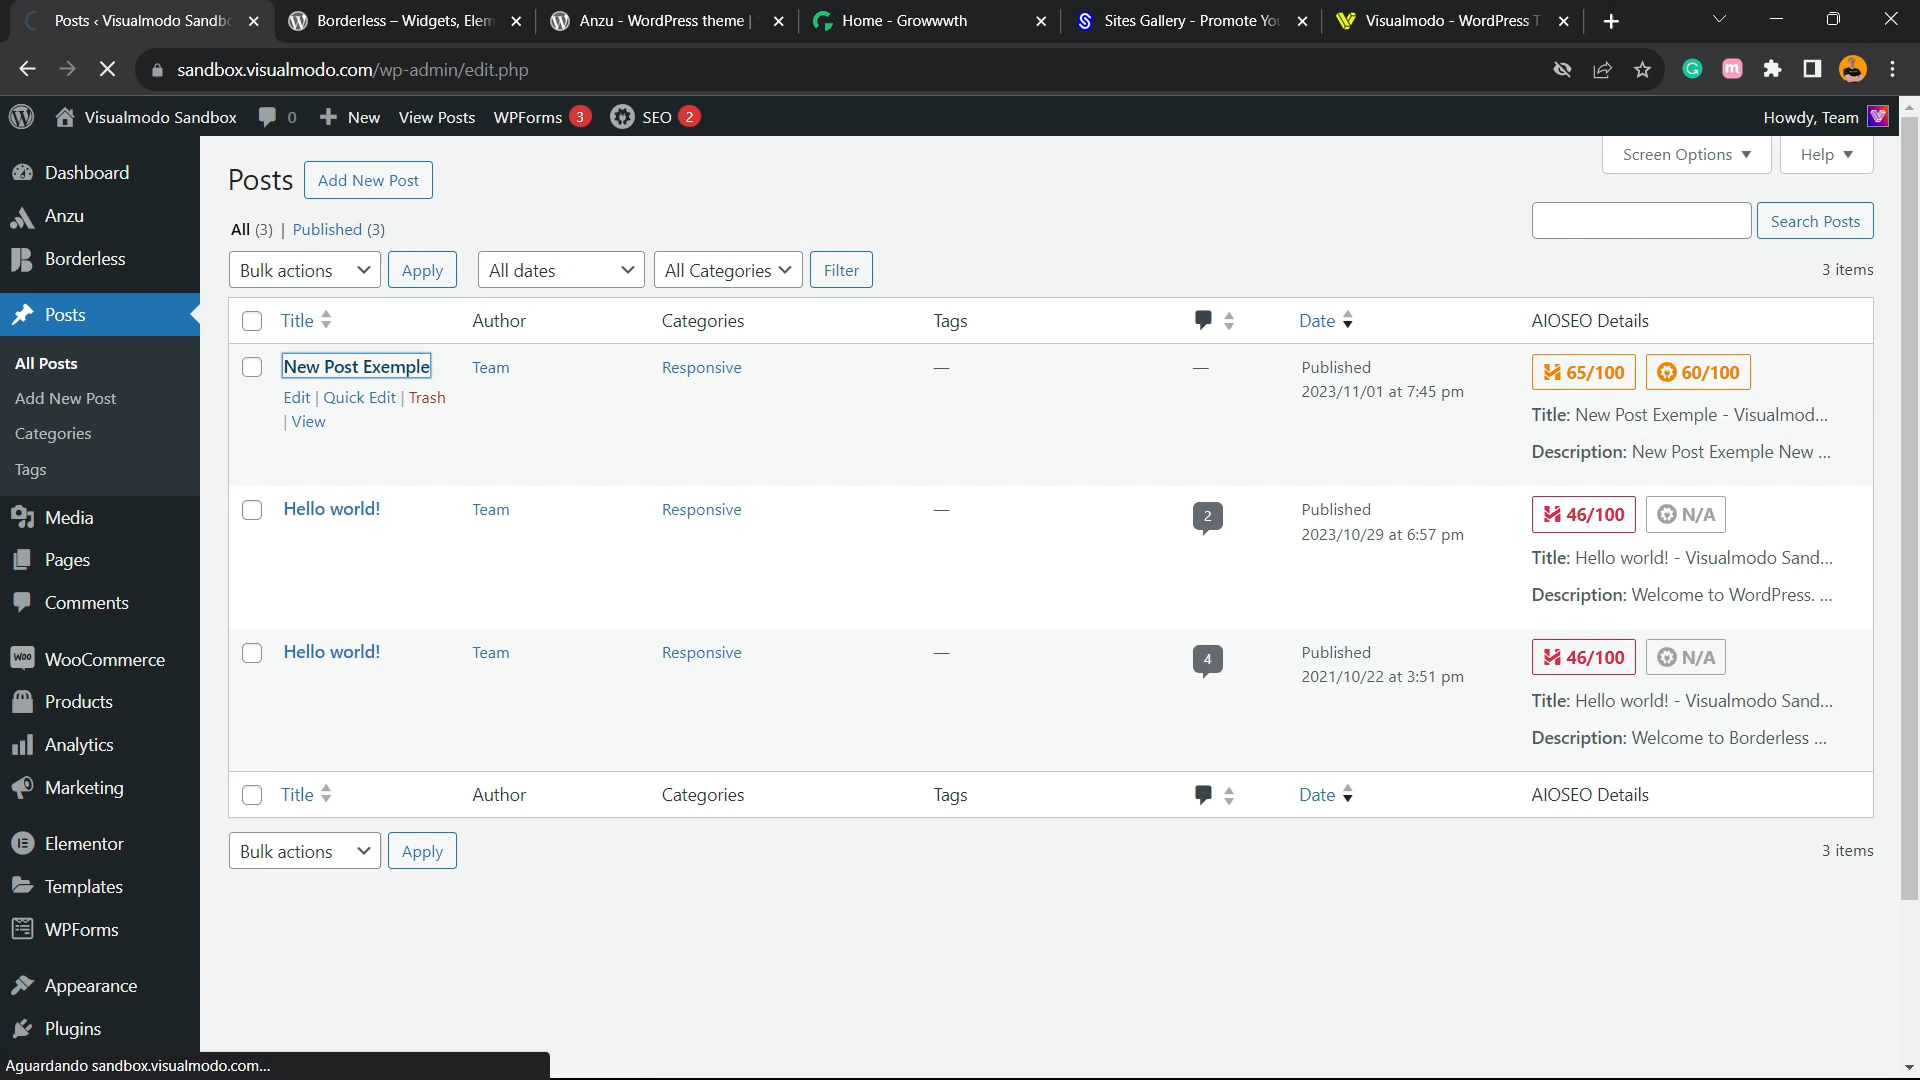 Posts ‹ Visualmodo Sandb
Borderless – Widgets, Elem
Anzu - WordPress theme |
Home - Growwwth
Sites Gallery - Promote Yo
Visualmodo - WordPress T
sandbox.visualmodo.com/wp-admin/edit.php
Visualmodo Sandbox
0
New
View Posts
WPForms 3
SEO 2
Howdy, Team
Dashboard
Anzu
Borderless
Posts
All Posts
Add New Post
Categories
Tags
Media
Pages
Comments
WooCommerce
Products
Analytics
Marketing
Elementor
Templates
WPForms
Appearance
Plugins
Screen Options
Help
Posts
Add New Post
All (3) | Published (3)
Search Posts
Bulk actions
Apply
All dates
All Categories
Filter
3 items
Title
Author
Categories
Tags
Date
AIOSEO Details
New Post Exemple
Edit | Quick Edit | Trash
| View
Team
Responsive
—
—
Published
2023/11/01 at 7:45 pm
65/100
60/100
Title: New Post Exemple - Visualmod...
Description: New Post Exemple New ...
Hello world!
Team
Responsive
—
2
Published
2023/10/29 at 6:57 pm
46/100
N/A
Title: Hello world! - Visualmodo Sand...
Description: Welcome to WordPress. ...
Hello world!
Team
Responsive
—
4
Published
2021/10/22 at 3:51 pm
46/100
N/A
Title: Hello world! - Visualmodo Sand...
Description: Welcome to Borderless ...
Title
Author
Categories
Tags
Date
AIOSEO Details
Bulk actions
Apply
3 items
Aguardando sandbox.visualmodo.com...